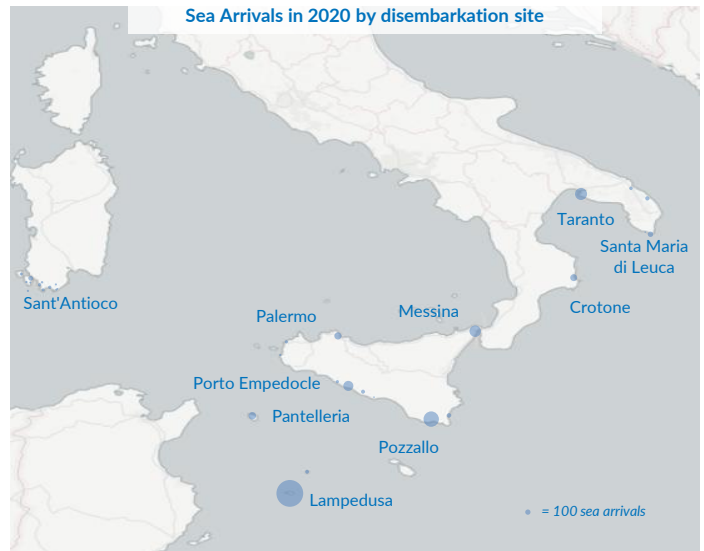 Sea Arrivals in 2020 by disembarkation site
Taranto
Santa Maria
di Leuca
Sant'Antioco
Crotone
Messina
Palermo
Porto Empedocle
Pantelleria
Pozzallo
Lampedusa
= 100 sea arrivals